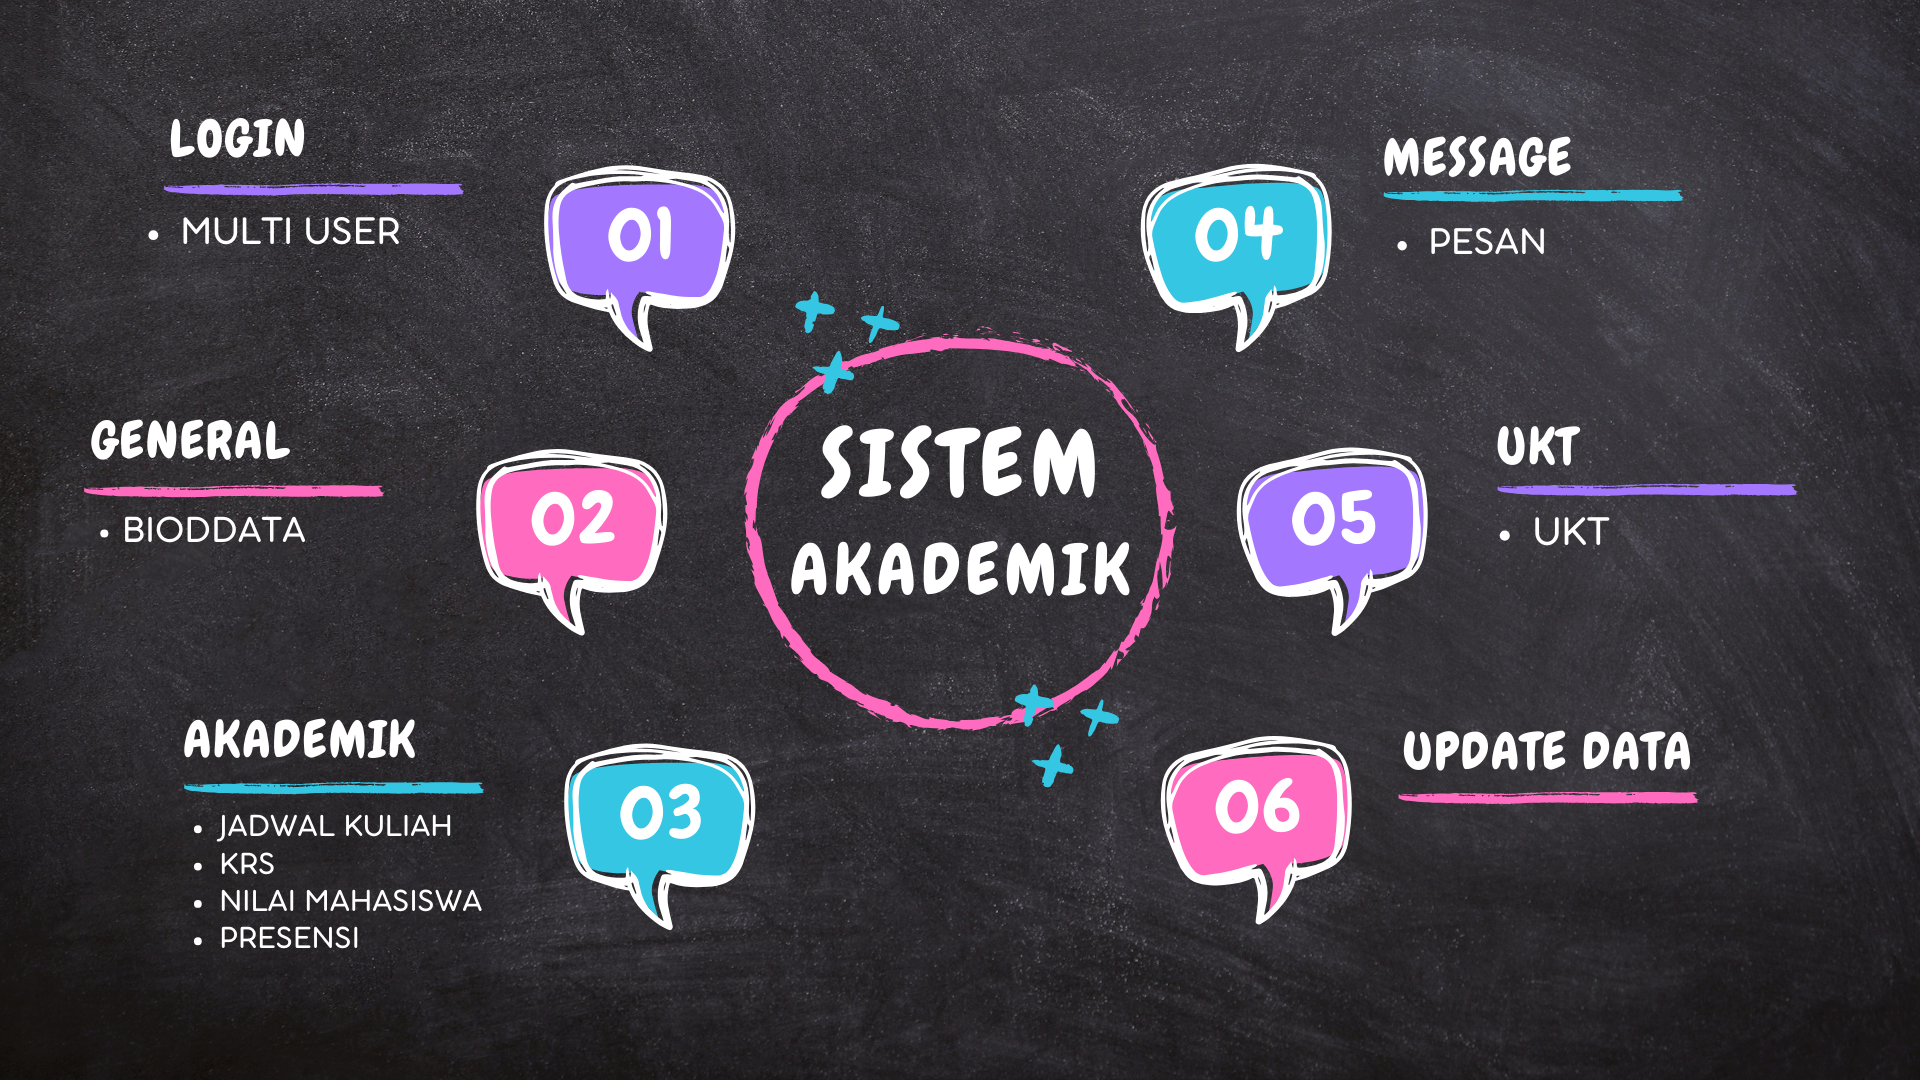 LOGIN
• MULTI USER
01
GENERAL
• BIODDATA
02
AKADEMIK
• JADWAL KULIAH
• KRS
• NILAI MAHASISWA
• PRESENSI
03
SISTEM
AKADEMIK
04
MESSAGE
• PESAN
05
UKT
• UKT
06
UPDATE DATA